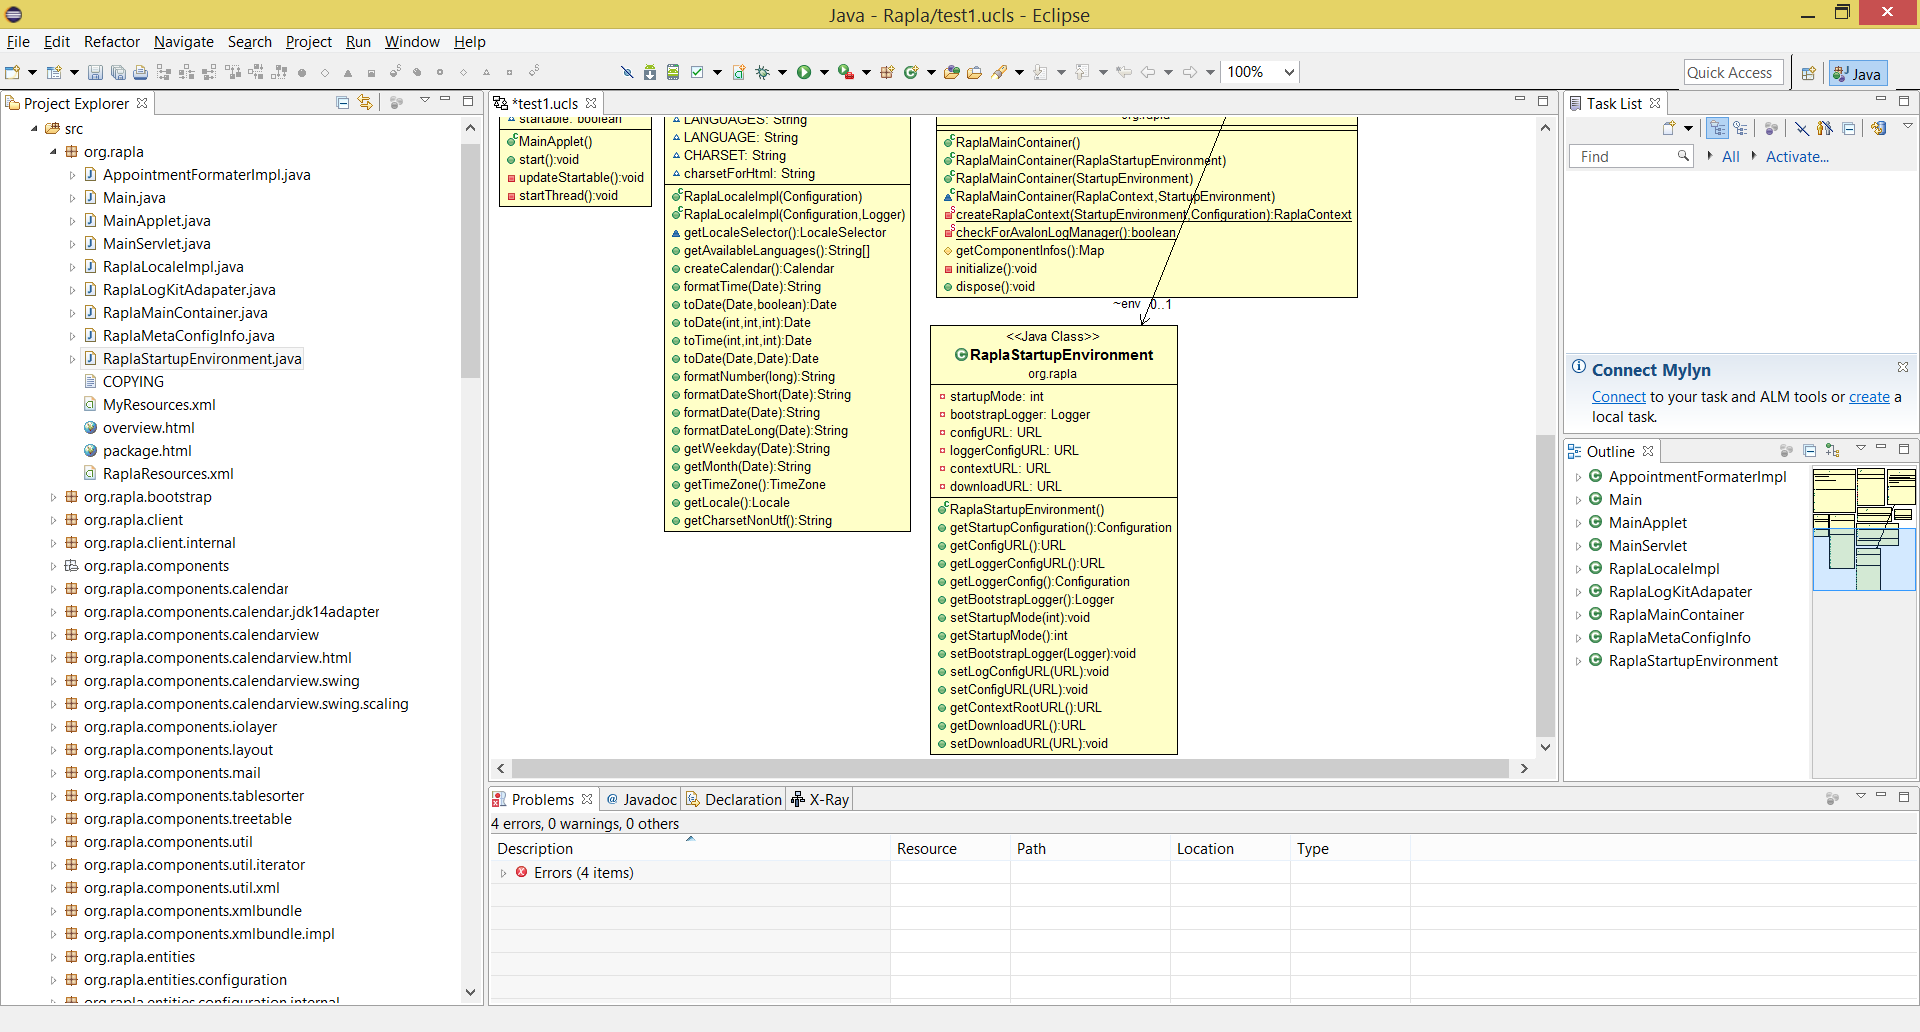 Java - Rapla/test1.ucls - Eclipse
File Edit Refactor Navigate Search Project Run Window Help
100%
Quick Access
Java
Project Explorer
src
org.rapla
AppointmentFormaterImpl.java
Main.java
MainApplet.java
MainServlet.java
RaplaLocaleImpl.java
RaplaLogKitAdapater.java
RaplaMainContainer.java
RaplaMetaConfigInfo.java
RaplaStartupEnvironment.java
COPYING
MyResources.xml
overview.html
package.html
RaplaResources.xml
org.rapla.bootstrap
org.rapla.client
org.rapla.client.internal
org.rapla.components
org.rapla.components.calendar
org.rapla.components.calendar.jdk14adapter
org.rapla.components.calendarview
org.rapla.components.calendarview.html
org.rapla.components.calendarview.swing
org.rapla.components.calendarview.swing.scaling
org.rapla.components.iolayer
org.rapla.components.layout
org.rapla.components.mail
org.rapla.components.tablesorter
org.rapla.components.treetable
org.rapla.components.util
org.rapla.components.util.iterator
org.rapla.components.util.xml
org.rapla.components.xmlbundle
org.rapla.components.xmlbundle.impl
org.rapla.entities
org.rapla.entities.configuration
org.rapla.entities.configuration.internal
*test1.ucls
startable: boolean
MainApplet()
start():void
updateStartable():void
startThread():void
LANGUAGES: String
LANGUAGE: String
CHARSET: String
charsetForHtml: String
RaplaLocaleImpl(Configuration)
RaplaLocaleImpl(Configuration,Logger)
getLocaleSelector():LocaleSelector
getAvailableLanguages():String[]
createCalendar():Calendar
formatTime(Date):String
toDate(Date,boolean):Date
toDate(int,int,int):Date
toTime(int,int,int):Date
toDate(Date,Date):Date
formatNumber(long):String
formatDateShort(Date):String
formatDate(Date):String
formatDateLong(Date):String
getWeekday(Date):String
getMonth(Date):String
getTimeZone():TimeZone
getLocale():Locale
getCharsetNonUtf():String
org.rapla
RaplaMainContainer()
RaplaMainContainer(RaplaStartupEnvironment)
RaplaMainContainer(StartupEnvironment)
RaplaMainContainer(RaplaContext,StartupEnvironment)
createRaplaContext(StartupEnvironment,Configuration):RaplaContext
checkForAvalonLogManager():boolean
getComponentInfos():Map
initialize():void
dispose():void
~env 0..1
<<Java Class>>
RaplaStartupEnvironment
org.rapla
startupMode: int
bootstrapLogger: Logger
configURL: URL
loggerConfigURL: URL
contextURL: URL
downloadURL: URL
RaplaStartupEnvironment()
getStartupConfiguration():Configuration
getConfigURL():URL
getLoggerConfigURL():URL
getLoggerConfig():Configuration
getBootstrapLogger():Logger
setStartupMode(int):void
getStartupMode():int
setBootstrapLogger(Logger):void
setLogConfigURL(URL):void
setConfigURL(URL):void
getContextRootURL():URL
getDownloadURL():URL
setDownloadURL(URL):void
Task List
Find
All
Activate...
Connect Mylyn
Connect to your task and ALM tools or create a
local task.
Outline
AppointmentFormaterImpl
Main
MainApplet
MainServlet
RaplaLocaleImpl
RaplaLogKitAdapater
RaplaMainContainer
RaplaMetaConfigInfo
RaplaStartupEnvironment
Problems
Javadoc
Declaration
X-Ray
4 errors, 0 warnings, 0 others
Description Resource Path Location Type
Errors (4 items)